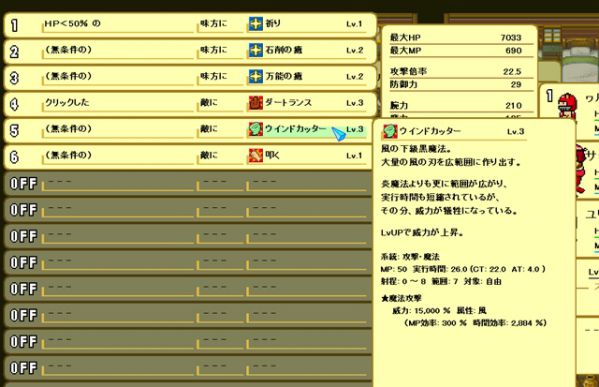 1 HP<50% の 味方に 祈り Lv.1
2 (無条件の) 味方に 石削の癒 Lv.2
3 (無条件の) 味方に 万能の癒 Lv.2
4 クリックした 敵に ダートランス Lv.3
5 (無条件の) 敵に ウインドカッター Lv.3
6 (無条件の) 敵に 叩く Lv.1
OFF --- --- ---
OFF --- --- ---
OFF --- --- ---
OFF --- --- ---
OFF --- --- ---
OFF --- --- ---
OFF --- --- ---
OFF --- --- ---
最大HP 7033
最大MP 690
攻撃倍率 22.5
防御力 29
腕力 210
1
ウインドカッター Lv.3
風の下級黒魔法。
大量の風の刃を広範囲に作り出す。
炎魔法よりも更に範囲が広がり、
実行時間も短縮されているが、
その分、威力が犠牲になっている。
LvUPで威力が上昇。
系統: 攻撃・魔法
MP: 50 実行時間: 26.0 (CT: 22.0 AT: 4.0 )
射程: 0 ～ 8 範囲: 7 対象: 自由
★魔法攻撃
威力: 15,000 % 属性: 風
(MP効率: 300 % 時間効率: 2,884 %)